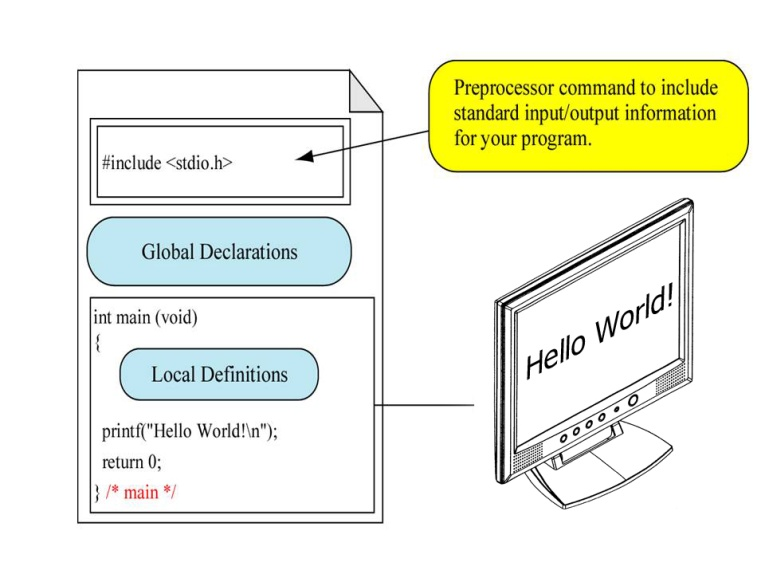 Preprocessor command to include
standard input/output information
for your program.
#include <stdio.h>
Global Declarations
int main (void)
{
Local Definitions
printf("Hello World!\n");
return 0;
} /* main */
Hello World!